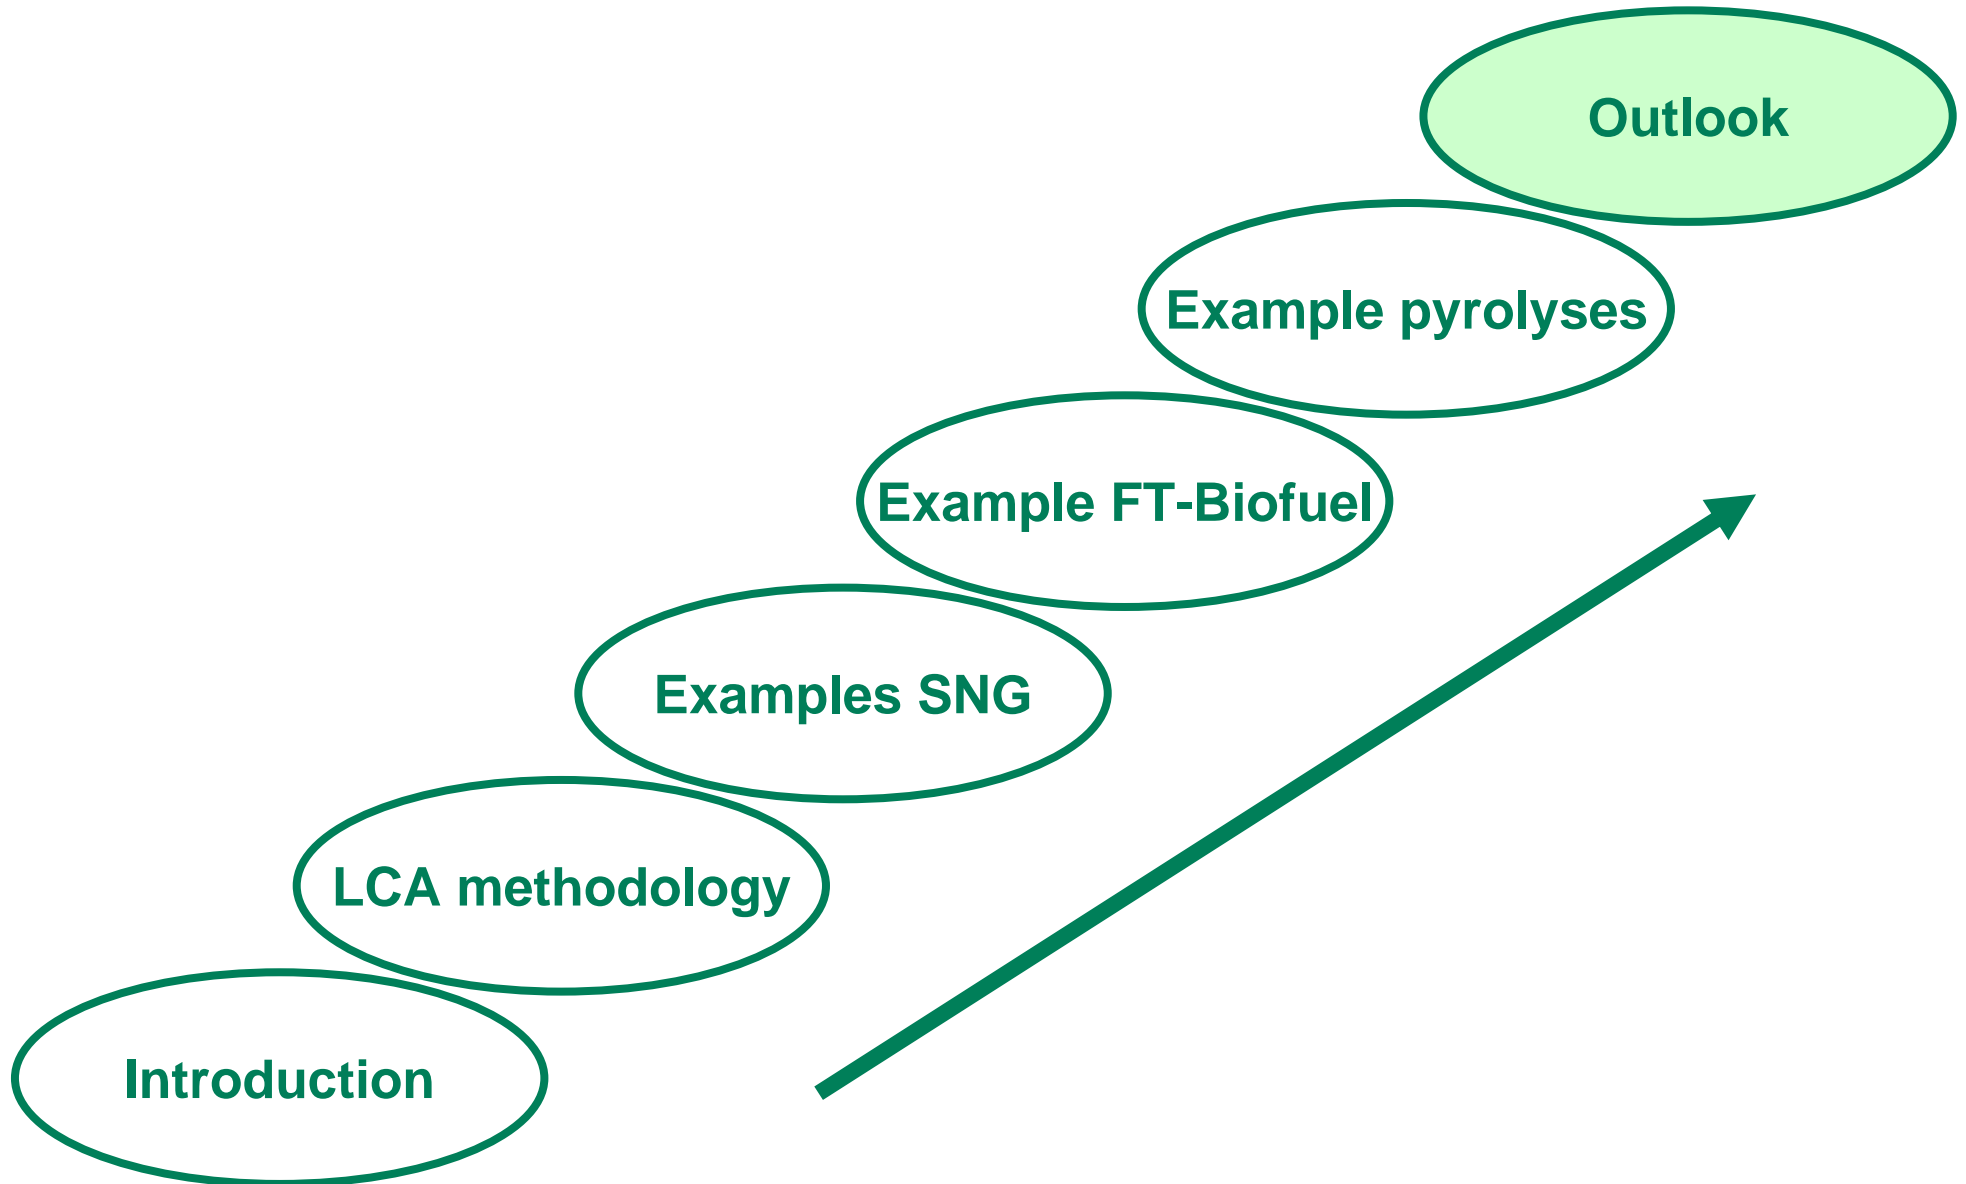 Outlook
Example pyrolyses
Example FT-Biofuel
Examples SNG
LCA methodology
Introduction